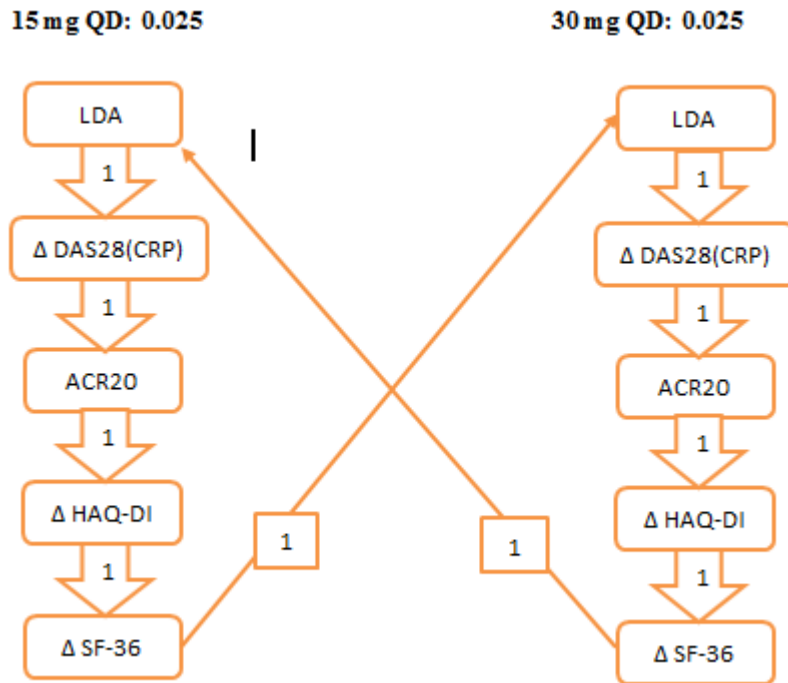 15 mg QD: 0.025
30 mg QD: 0.025
LDA
1
Δ DAS28(CRP)
1
ACR20
1
Δ HAQ-DI
1
Δ SF-36
1
1
LDA
1
Δ DAS28(CRP)
1
ACR20
1
Δ HAQ-DI
1
Δ SF-36